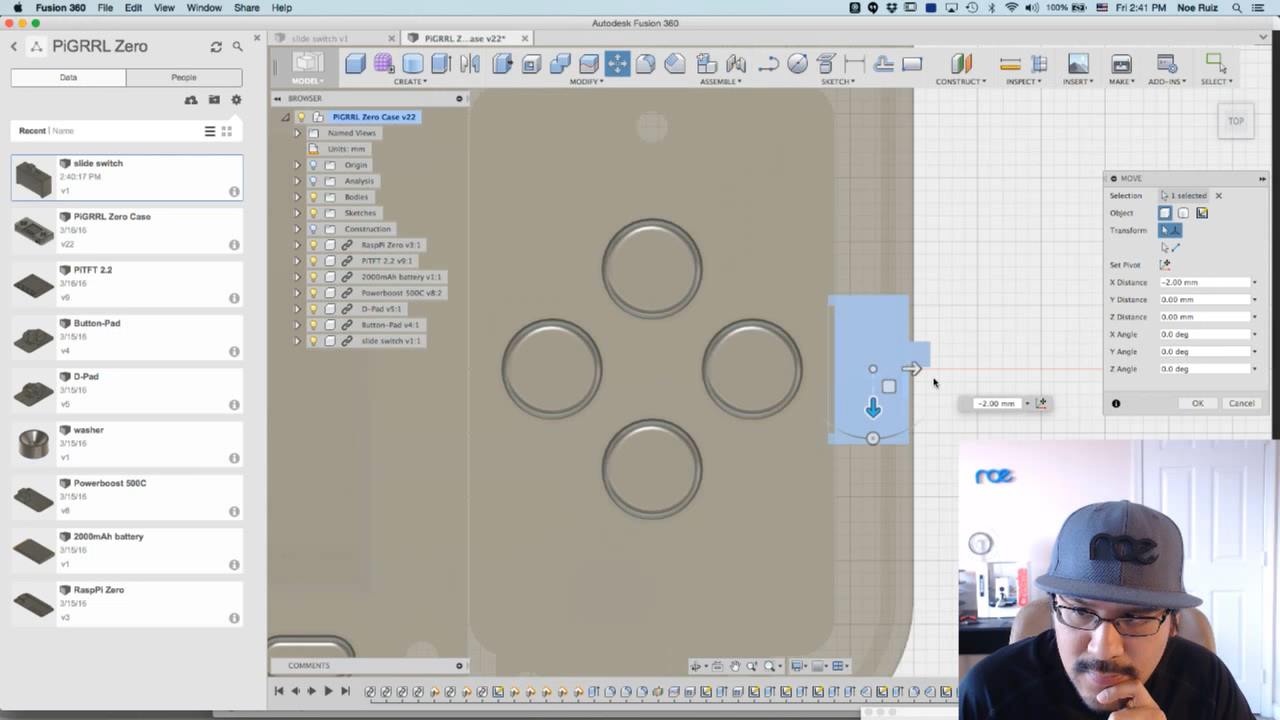 Fusion 360 File Edit View Window Share Help
100% Fri 2:41 PM Noe Ruiz
Autodesk Fusion 360
PiGRRL Zero
slide switch v1
PiGRRL Z...ase v22*
Data
People
MODEL
CREATE
MODIFY
ASSEMBLE
SKETCH
CONSTRUCT
INSPECT
INSERT
MAKE
ADD-INS
SELECT
Recent Name
slide switch
2:40:17 PM
v1
PiGRRL Zero Case
3/16/16
v22
PiTFT 2.2
3/16/16
v9
Button-Pad
3/15/16
v4
D-Pad
3/15/16
v5
washer
3/15/16
v1
Powerboost 500C
3/15/16
v8
2000mAh battery
3/15/16
v1
RaspPi Zero
3/15/16
v3
BROWSER
PiGRRL Zero Case v22
Named Views
Units: mm
Origin
Analysis
Bodies
Sketches
Construction
RaspPi Zero v3:1
PiTFT 2.2 v9:1
2000mAh battery v1:1
Powerboost 500C v8:2
D-Pad v5:1
Button-Pad v4:1
slide switch v1:1
TOP
MOVE
Selection 1 selected
Object
Transform
Set Pivot
X Distance -2.00 mm
Y Distance 0.00 mm
Z Distance 0.00 mm
X Angle 0.0 deg
Y Angle 0.0 deg
Z Angle 0.0 deg
OK Cancel
-2.00 mm
noe
noe
COMMENTS